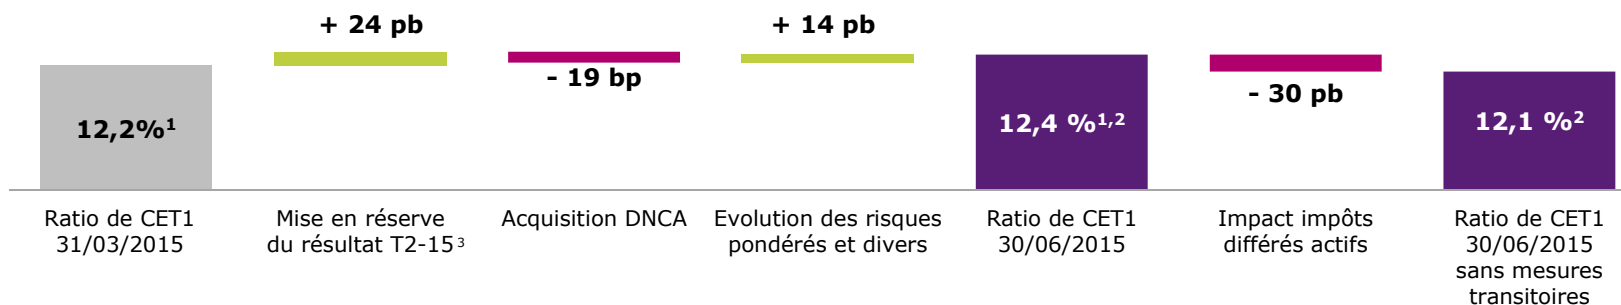 + 24 pb
+ 14 pb
- 19 bp
- 30 pb
12,2%¹
12,4 %¹,²
12,1 %²
Ratio de CET1
31/03/2015
Mise en réserve
du résultat T2-15³
Acquisition DNCA
Evolution des risques
pondérés et divers
Ratio de CET1
30/06/2015
Impact impôts
différés actifs
Ratio de CET1
30/06/2015
sans mesures
transitoires